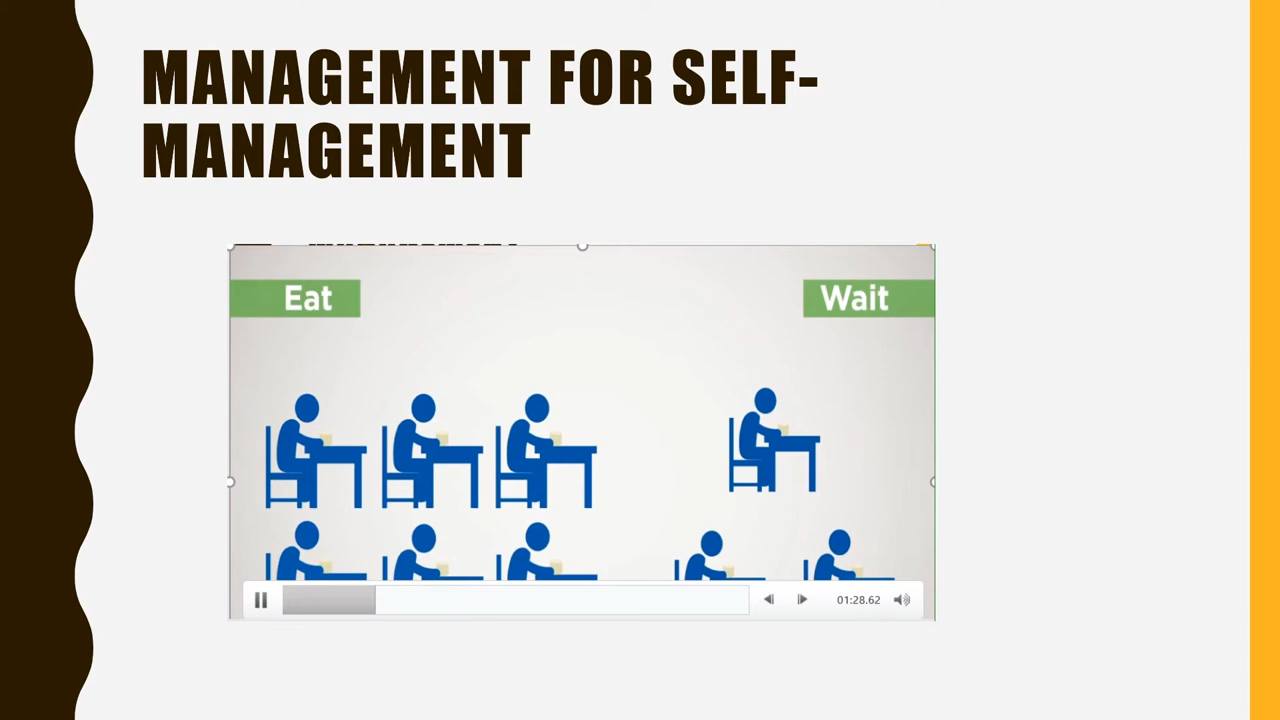 MANAGEMENT FOR SELF-
MANAGEMENT
Eat
Wait
01:28.62